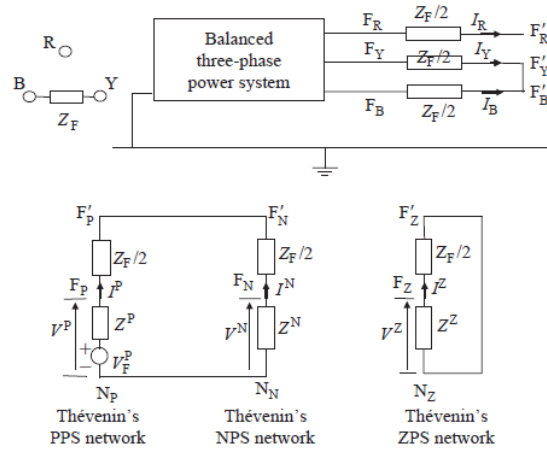 F_R Z_F/2 I_R F′_R
Balanced
three-phase
power system
R
F_Y Z_F/2 I_Y F′_Y
B Y
Z_F
F_B Z_F/2 I_B F′_B
F′_P F′_N F′_Z
Z_F/2 Z_F/2 Z_F/2
F_P I^P F_N I^N F_Z I^Z
V^P Z^P V^N Z^N V^Z Z^Z
+
− V_F^P
N_P N_N N_Z
Thévenin’s Thévenin’s Thévenin’s
PPS network NPS network ZPS network